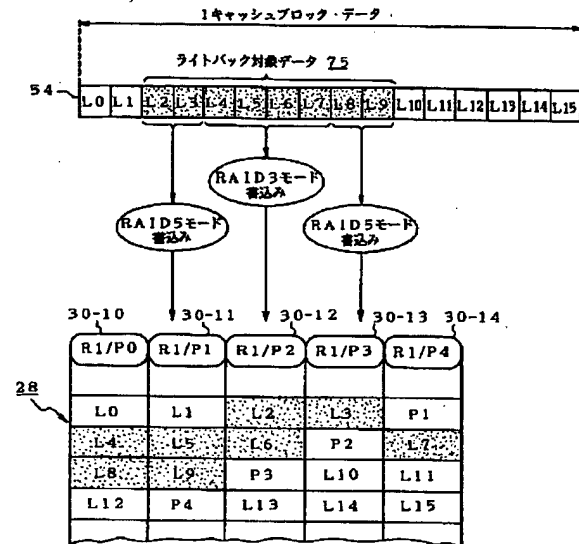 1キャッシュブロック・データ
ライトバック対象データ 75
54
L0 L1 L2 L3 L4 L5 L6 L7 L8 L9 L10 L11 L12 L13 L14 L15
RAID3モード
書込み
RAID5モード
書込み
RAID5モード
書込み
30-10 30-11 30-12 30-13 30-14
R1/P0 R1/P1 R1/P2 R1/P3 R1/P4
28
L0 L1 L2 L3 P1
L4 L5 L6 P2 L7
L8 L9 P3 L10 L11
L12 P4 L13 L14 L15